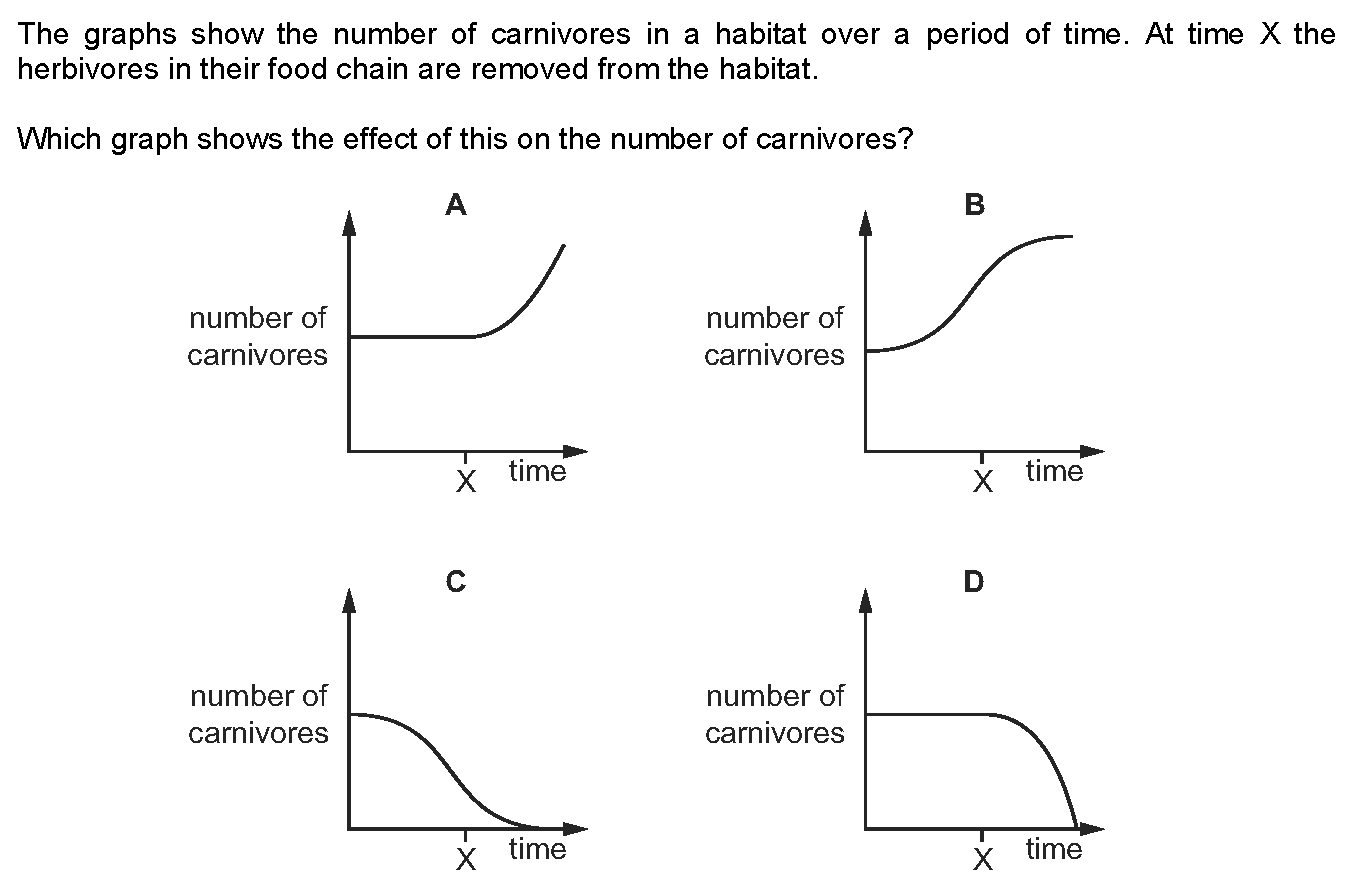 The graphs show the number of carnivores in a habitat over a period of time. At time X the
herbivores in their food chain are removed from the habitat.
Which graph shows the effect of this on the number of carnivores?
A
number of
carnivores
X
time
B
number of
carnivores
X
time
C
number of
carnivores
X
time
D
number of
carnivores
X
time